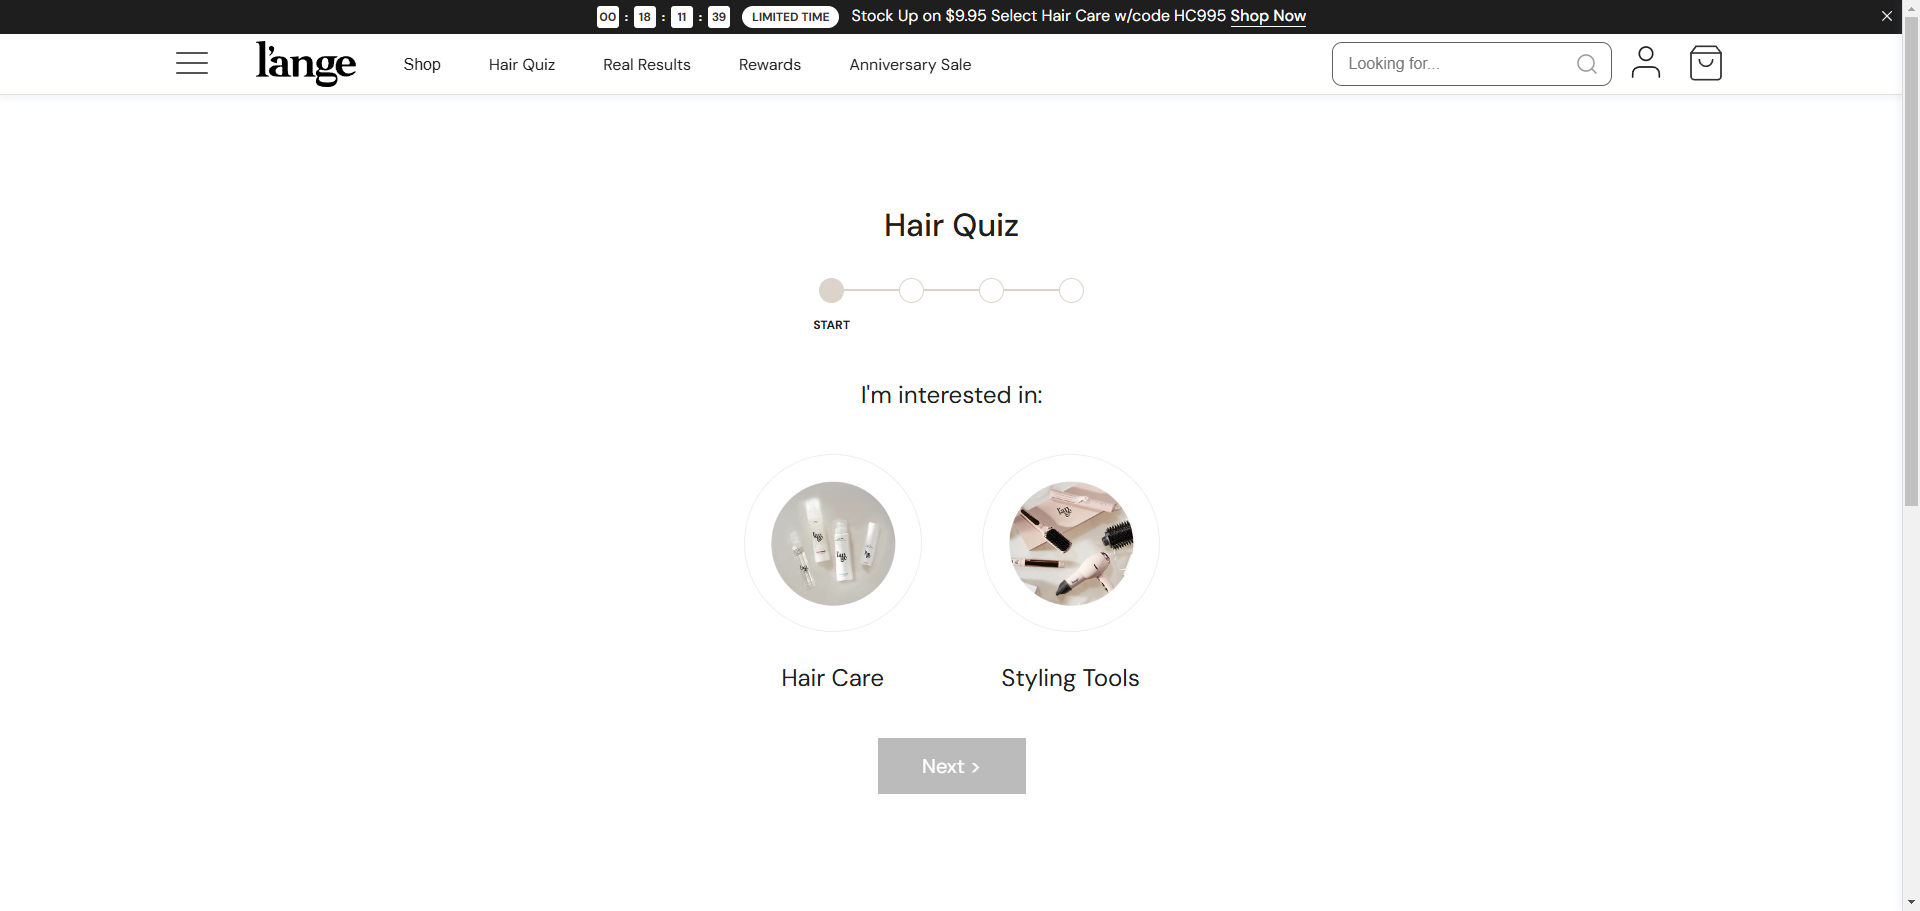 00 : 18 : 11 : 39 LIMITED TIME Stock Up on $9.95 Select Hair Care w/code HC995 Shop Now
l'ange Shop Hair Quiz Real Results Rewards Anniversary Sale Looking for...
Hair Quiz
START
I'm interested in:
Hair Care Styling Tools
Next >